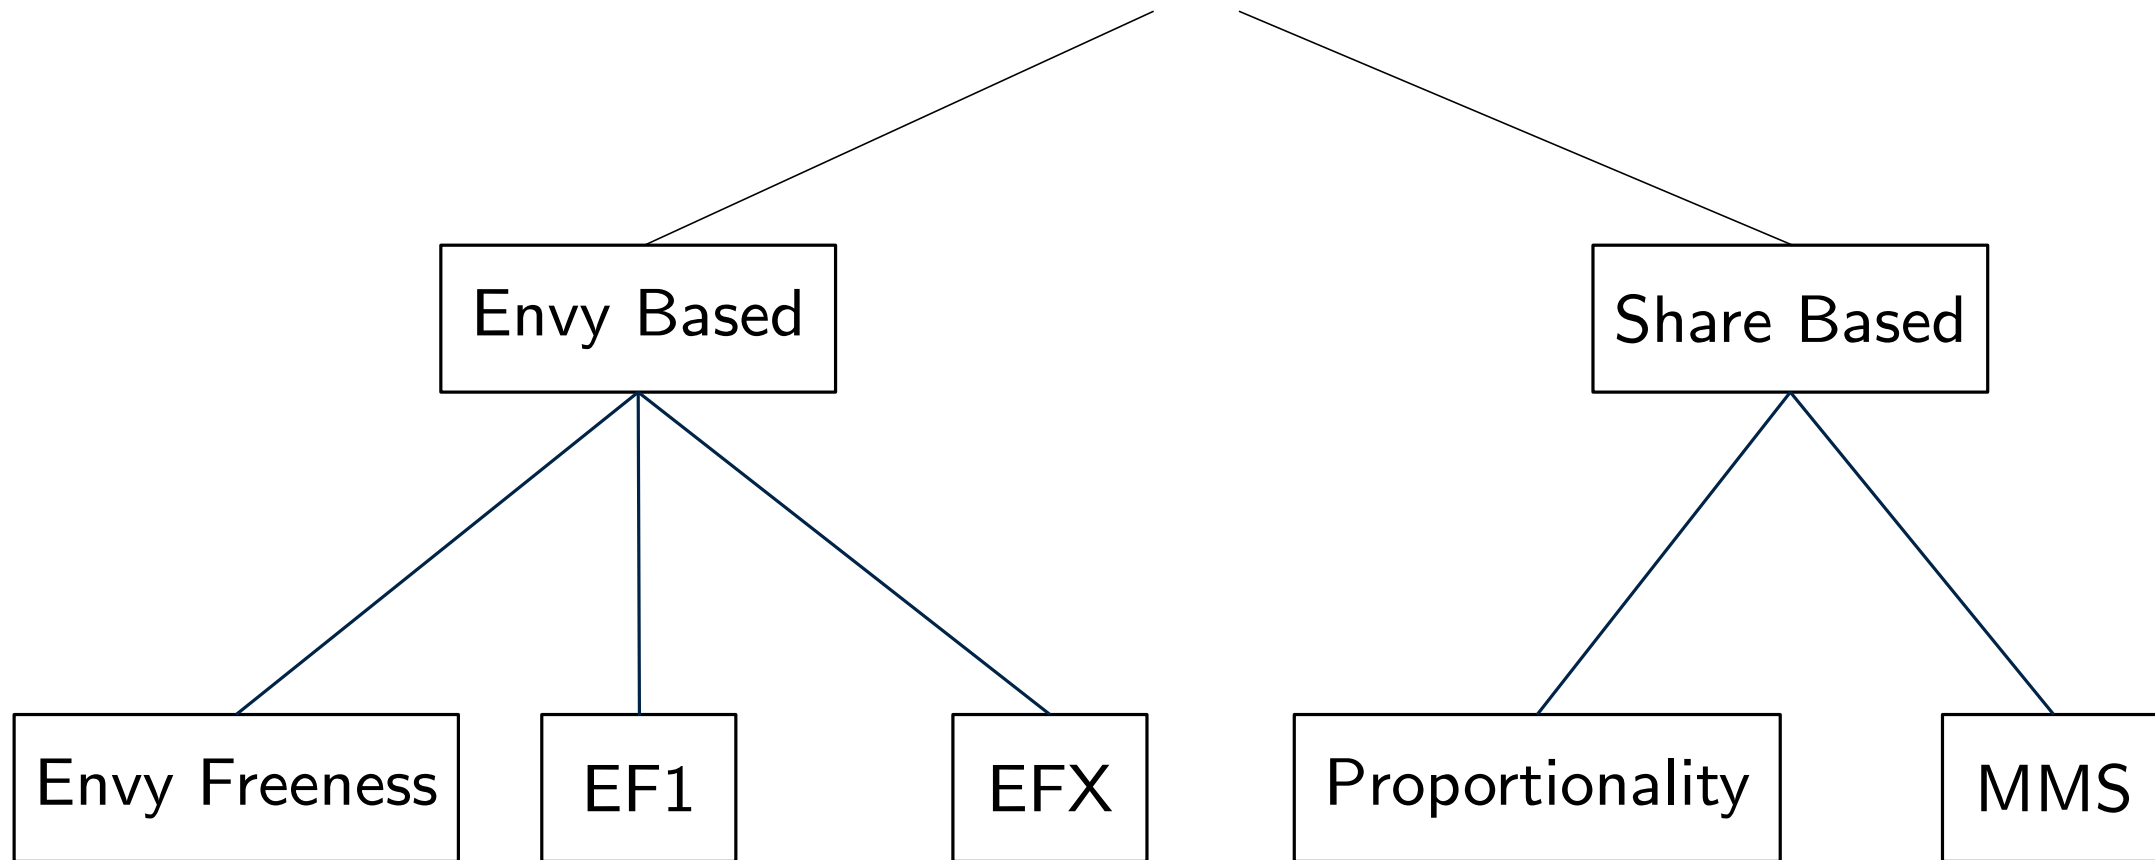 Envy Based
Share Based
Envy Freeness
EF1
EFX
Proportionality
MMS